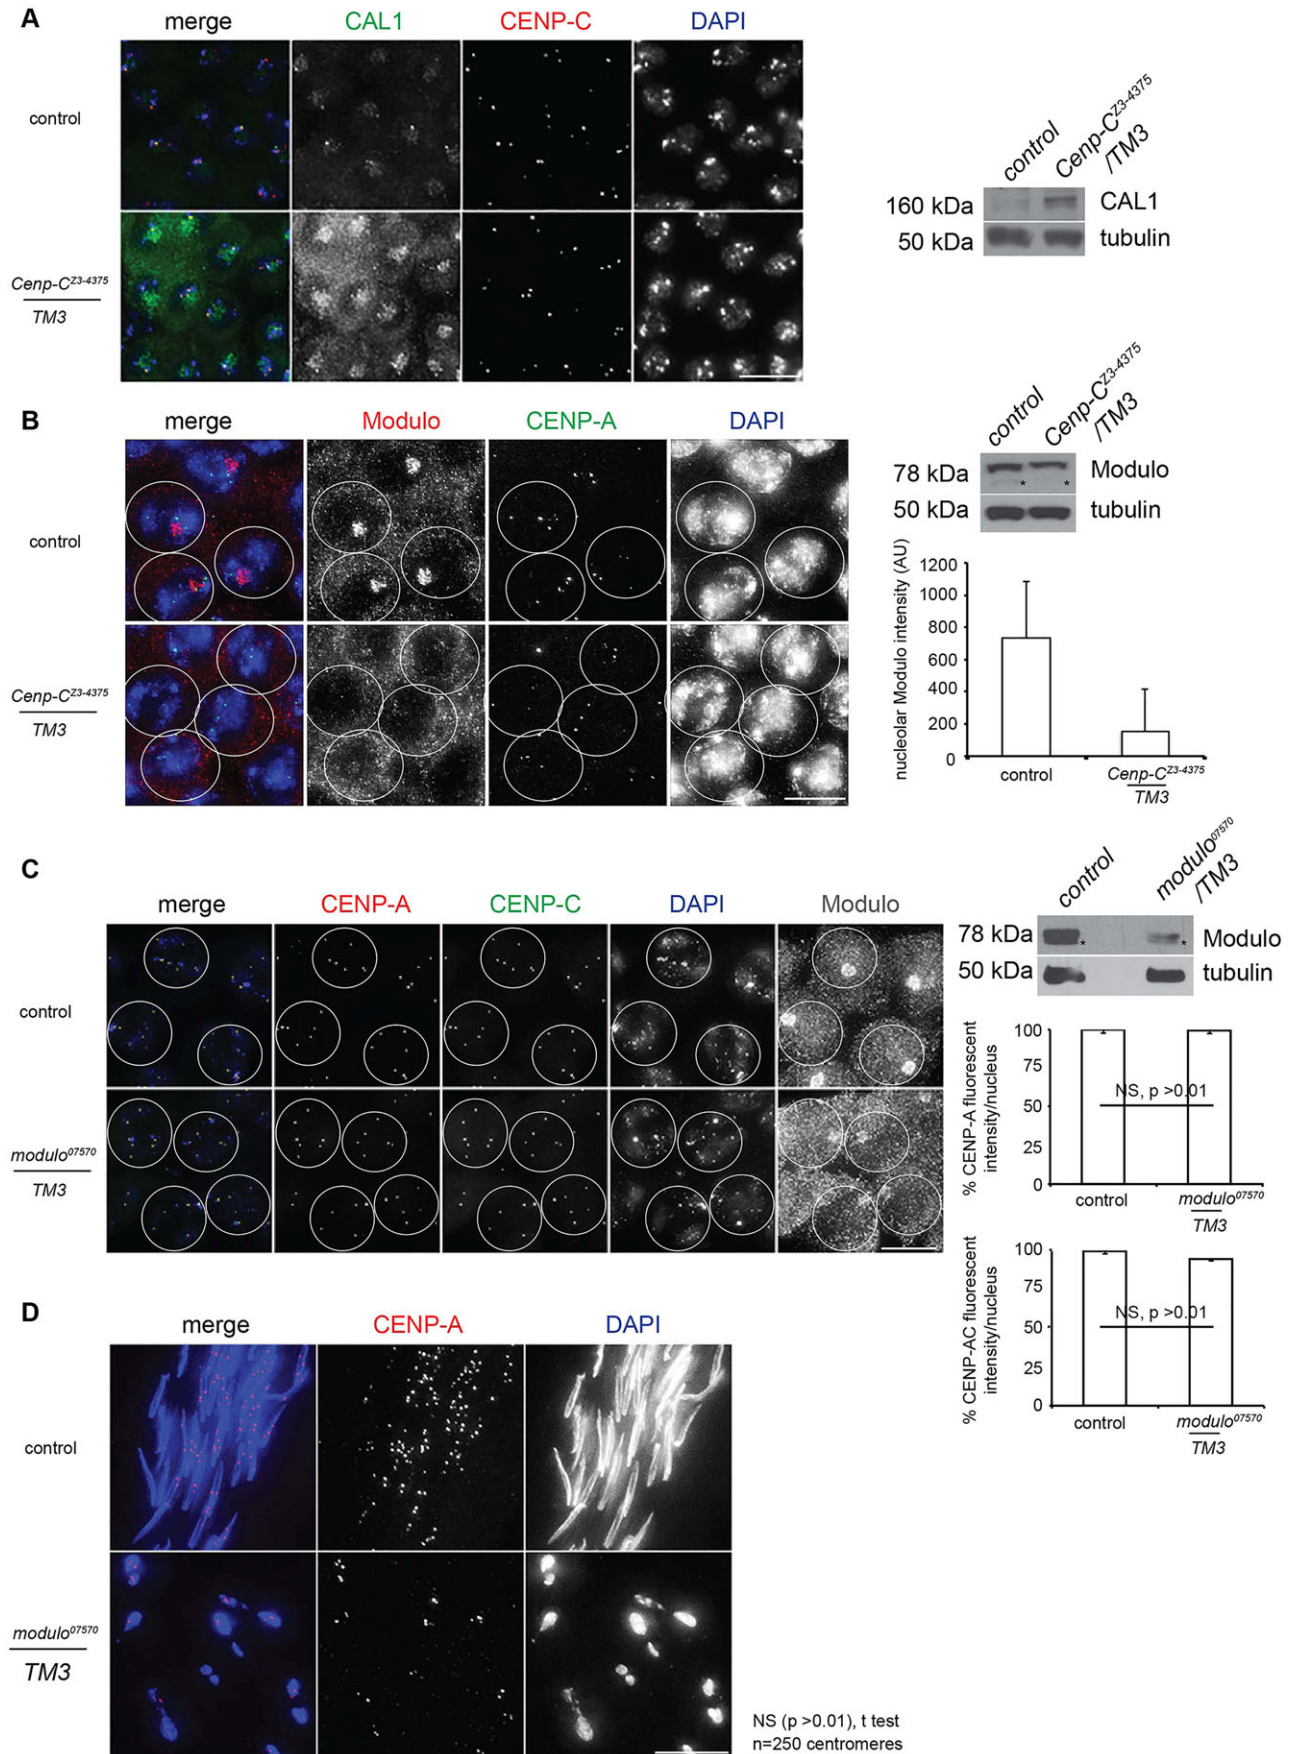 A
merge CAL1 CENP-C DAPI
control
Cenp-C^Z3-4375
TM3
control
Cenp-C^Z3-4375
/TM3
160 kDa CAL1
50 kDa tubulin
B
merge Modulo CENP-A DAPI
control
Cenp-C^Z3-4375
TM3
control
Cenp-C^Z3-4375
/TM3
78 kDa * * Modulo
50 kDa tubulin
nucleolar Modulo intensity (AU)
1200
1000
800
600
400
200
0
control Cenp-C^Z3-4375
TM3
C
merge CENP-A CENP-C DAPI Modulo
control
modulo^07570
TM3
control
modulo^07570
/TM3
78 kDa * * Modulo
50 kDa tubulin
% CENP-A fluorescent
intensity/nucleus
100
75
NS, p >0.01
50
25
0
control modulo^07570
TM3
% CENP-AC fluorescent
intensity/nucleus
100
75
NS, p >0.01
50
25
0
control modulo^07570
TM3
D
merge CENP-A DAPI
control
modulo^07570
TM3
NS (p >0.01), t test
n=250 centromeres